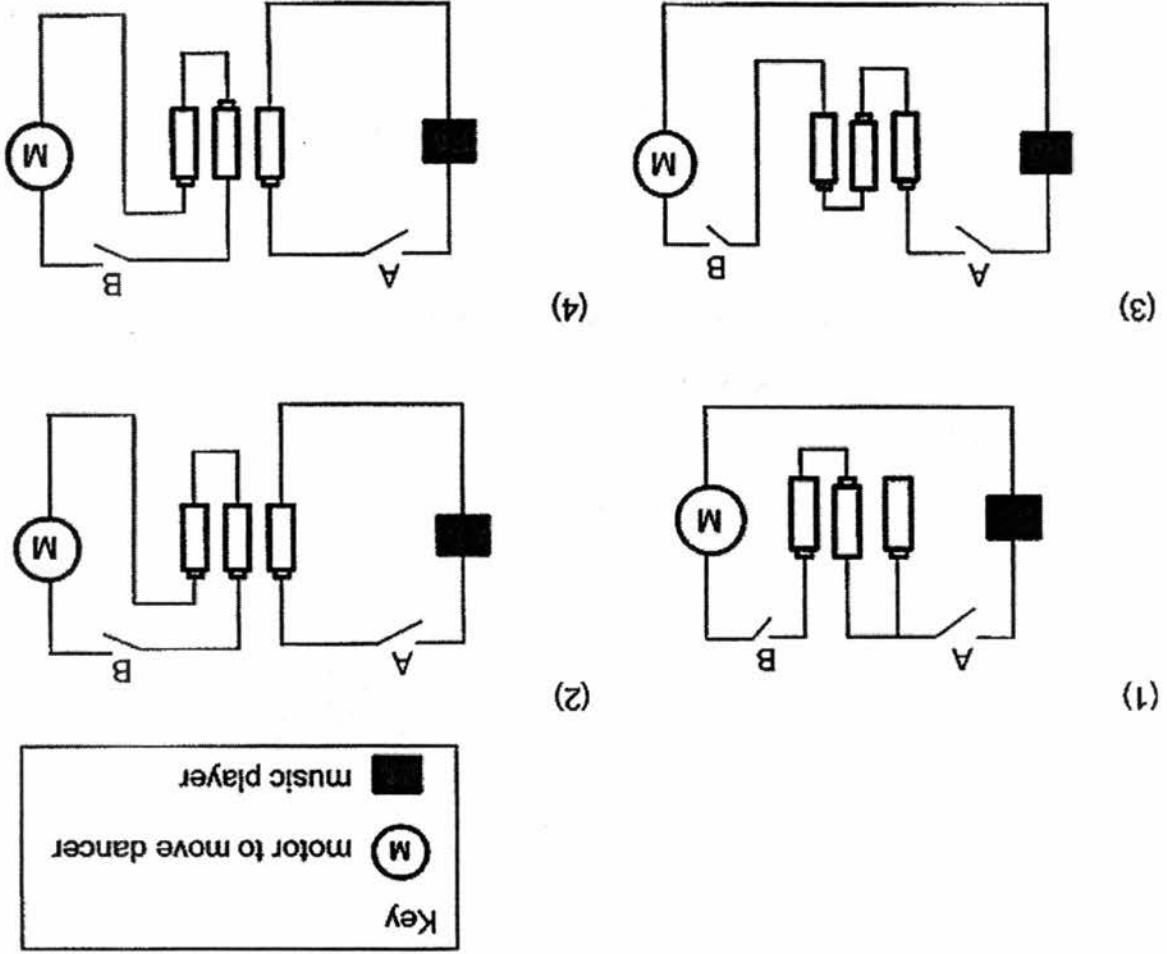 Key
M motor to move dancer
music player
(1) (2)
A B A B
M M
(3) (4)
A B A B
M M